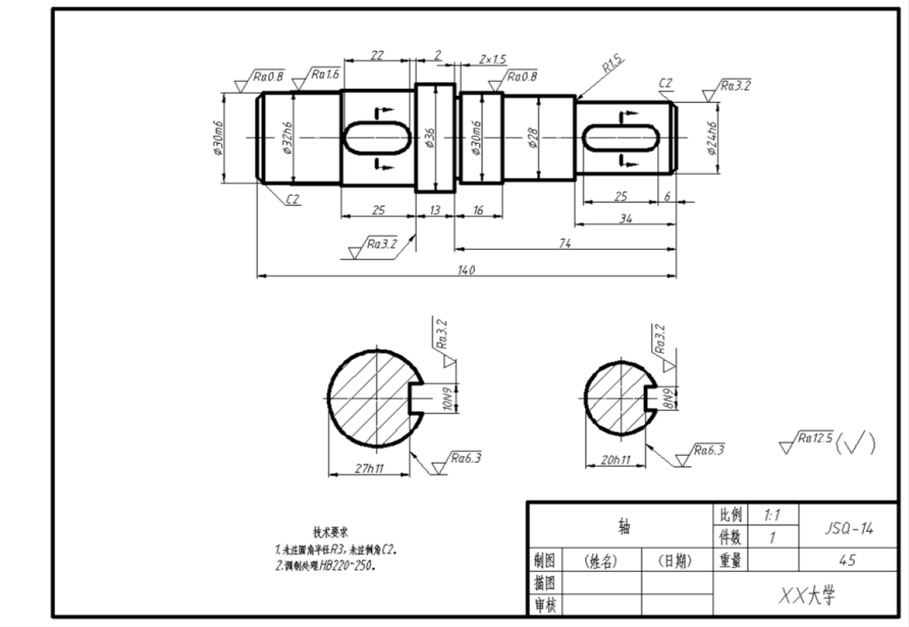 22
2
2×1.5
R1.5
Ra0.8
Ra1.6
Ra0.8
C2
Ra3.2
φ30m6
φ32h6
φ36
φ30m6
φ28
φ24h6
C2
25
13
16
25
6
34
Ra3.2
74
140
Ra3.2
10N9
27h11
Ra6.3
Ra3.2
8N9
20h11
Ra6.3
Ra12.5 (√)
技术要求
1.未注圆角半径R3,未注倒角C2。
2.调制处理HB220~250。
轴
比例
1:1
JSQ-14
件数
1
制图
(姓名)
(日期)
重量
45
描图
XX大学
审核